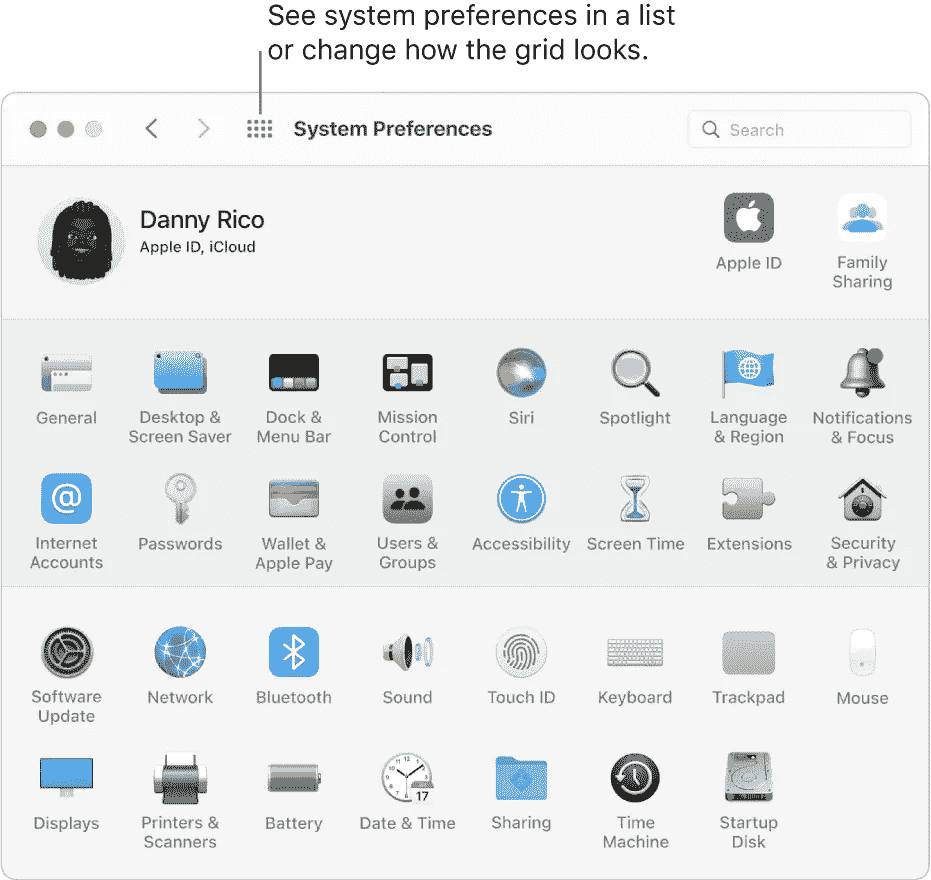 See system preferences in a list
or change how the grid looks.
System Preferences
Search
Danny Rico
Apple ID, iCloud
Apple ID
Family
Sharing
General
Desktop &
Screen Saver
Dock &
Menu Bar
Mission
Control
Siri
Spotlight
Language
& Region
Notifications
& Focus
@
Internet
Accounts
Passwords
Wallet &
Apple Pay
Users &
Groups
Accessibility
Screen Time
Extensions
Security
& Privacy
Software
Update
Network
Bluetooth
Sound
Touch ID
Keyboard
Trackpad
Mouse
Displays
Printers &
Scanners
Battery
17
Date & Time
Sharing
Time
Machine
Startup
Disk